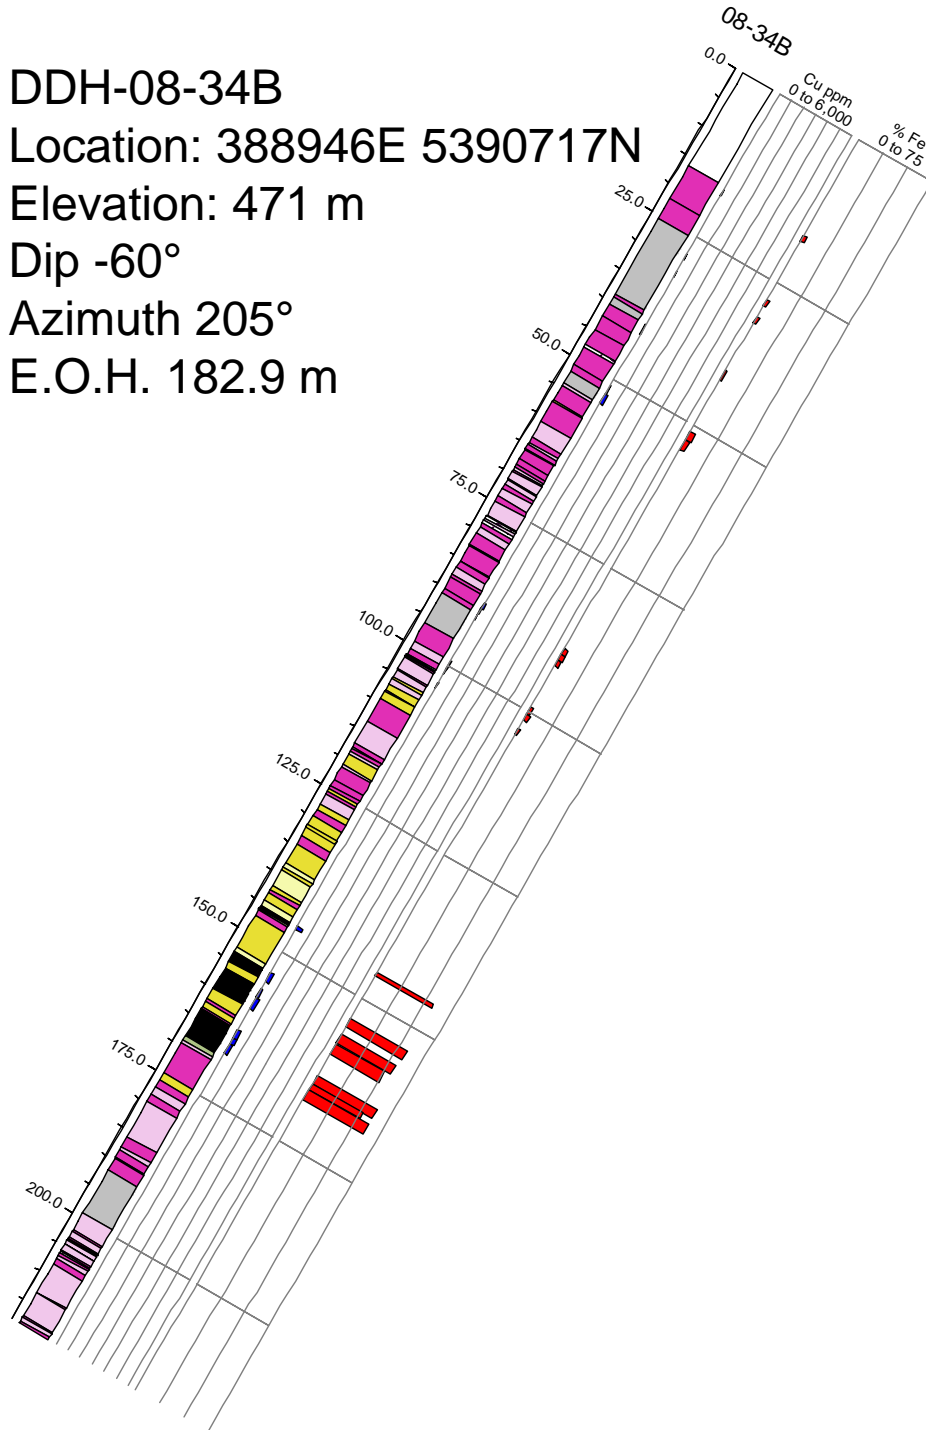 DDH-08-34B
Location: 388946E 5390717N
Elevation: 471 m
Dip -60°
Azimuth 205°
E.O.H. 182.9 m
08-34B
Cu ppm
0 to 6,000
% Fe
0 to 75
0.0
25.0
50.0
75.0
100.0
125.0
150.0
175.0
200.0